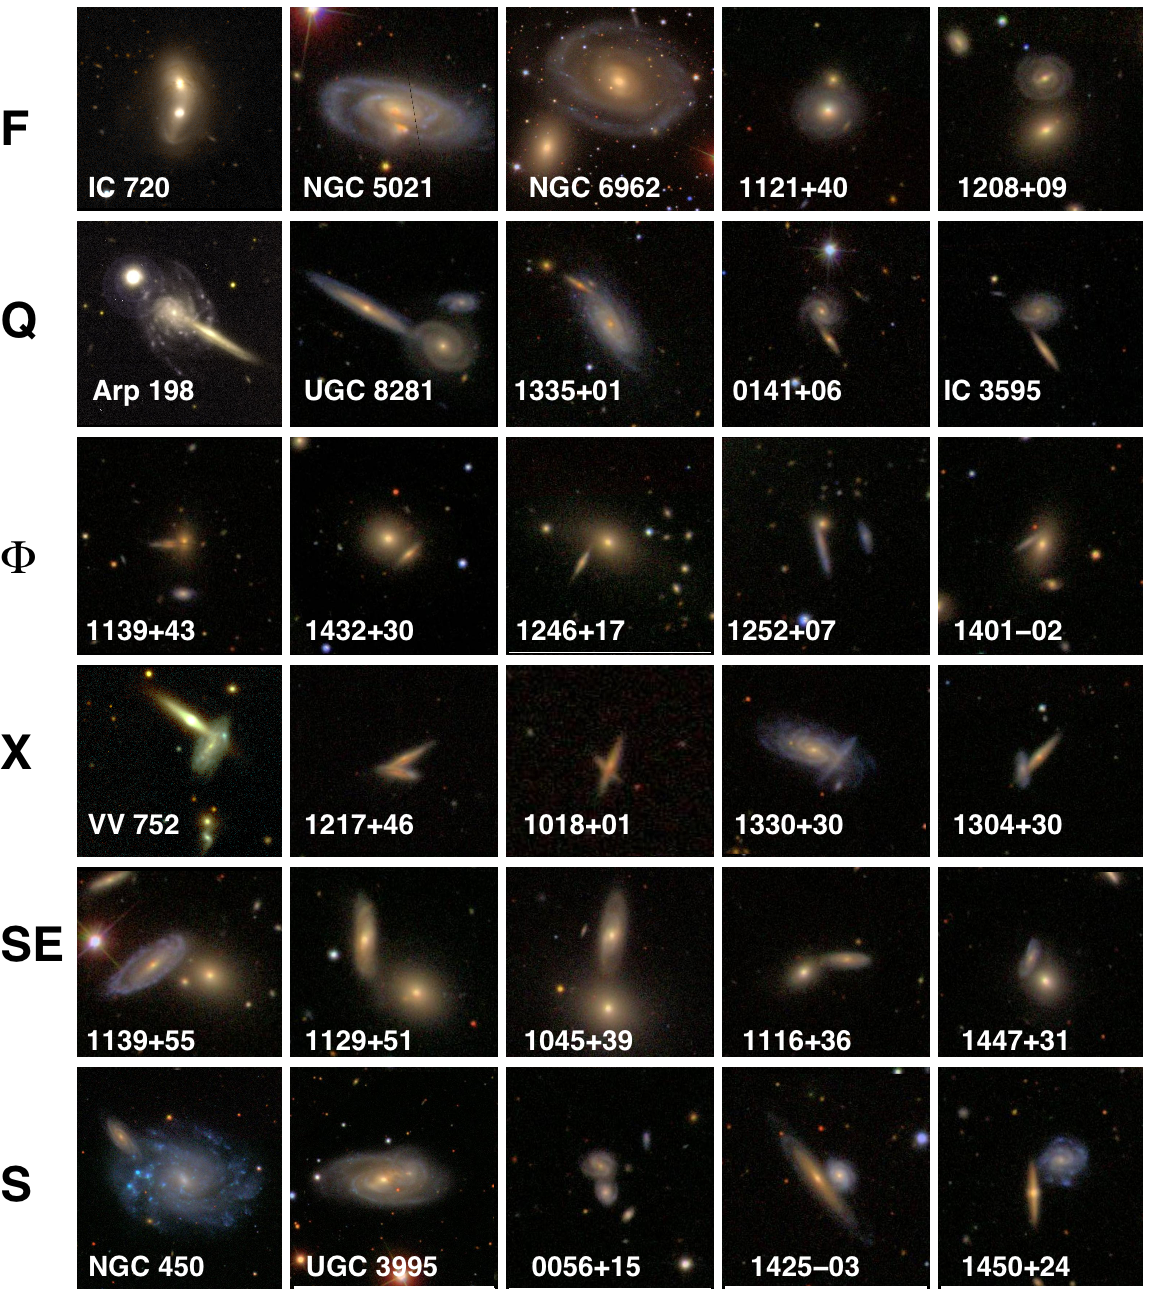 F
IC 720
NGC 5021
NGC 6962
1121+40
1208+09
Q
Arp 198
UGC 8281
1335+01
0141+06
IC 3595
Φ
1139+43
1432+30
1246+17
1252+07
1401−02
X
VV 752
1217+46
1018+01
1330+30
1304+30
SE
1139+55
1129+51
1045+39
1116+36
1447+31
S
NGC 450
UGC 3995
0056+15
1425−03
1450+24